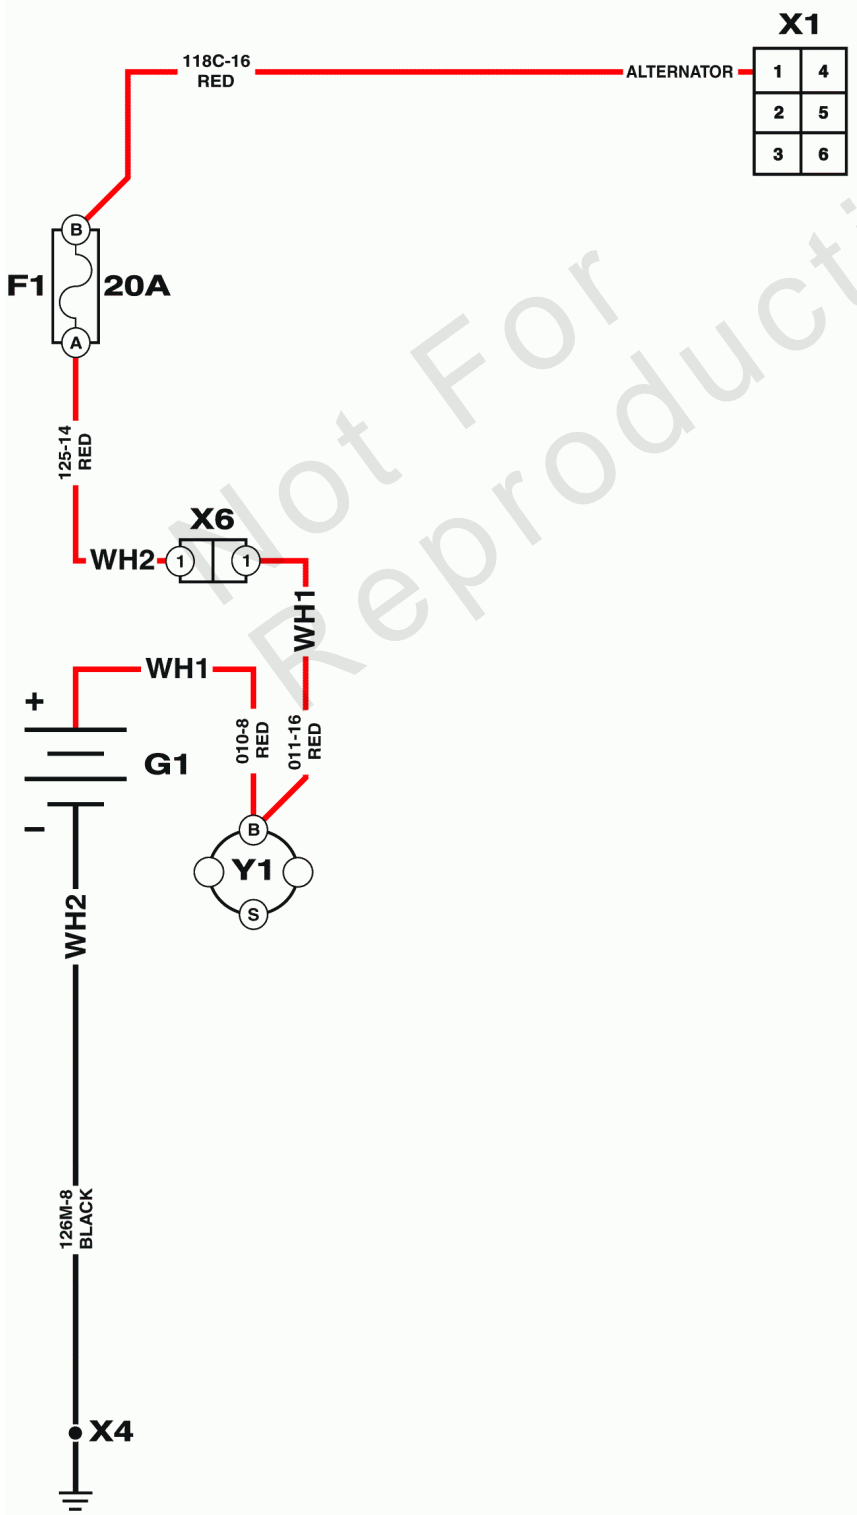 X1
118C-16
RED
ALTERNATOR
1 4
2 5
3 6
B
F1 20A
A
125-14
RED
X6
WH2 1 1
WH1
WH1
+
010-8
RED
011-16
RED
G1
B
–
Y1
S
WH2
126M-8
BLACK
X4
Not For
Reproducti